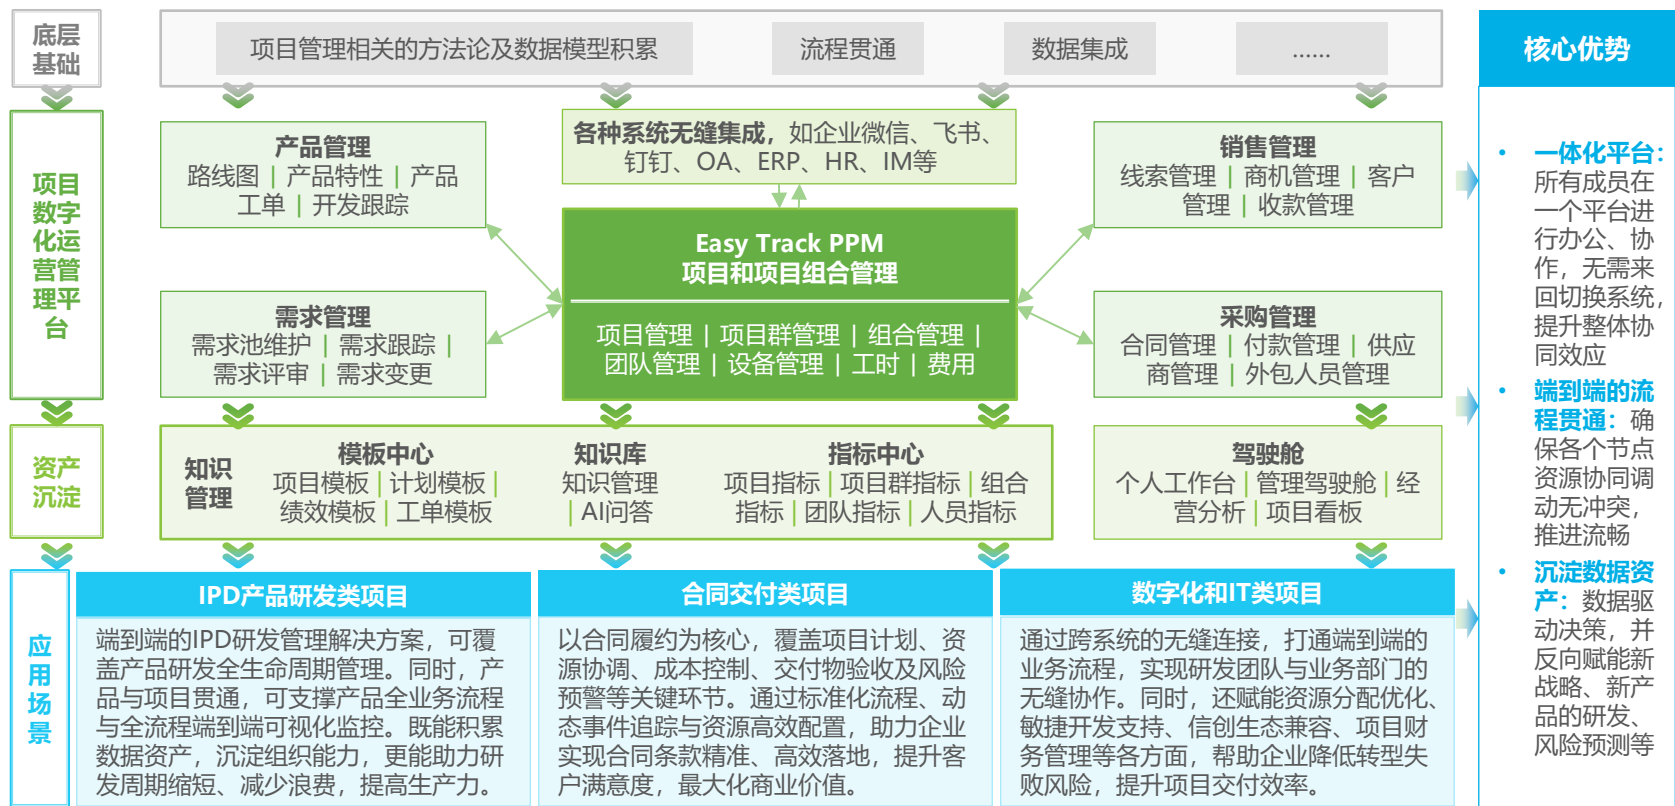 底层
基础
项目管理相关的方法论及数据模型积累
流程贯通
数据集成
......
项目
数字
化运
营管
理平
台
产品管理
路线图 | 产品特性 | 产品
工单 | 开发跟踪
各种系统无缝集成，如企业微信、飞书、
钉钉、OA、ERP、HR、IM等
销售管理
线索管理 | 商机管理 | 客户
管理 | 收款管理
Easy Track PPM
项目和项目组合管理
项目管理 | 项目群管理 | 组合管理 |
团队管理 | 设备管理 | 工时 | 费用
需求管理
需求池维护 | 需求跟踪 |
需求评审 | 需求变更
采购管理
合同管理 | 付款管理 | 供应
商管理 | 外包人员管理
资产
沉淀
知识
管理
模板中心
项目模板 | 计划模板 |
绩效模板 | 工单模板
知识库
知识管理
| AI问答
指标中心
项目指标 | 项目群指标 | 组合
指标 | 团队指标 | 人员指标
驾驶舱
个人工作台 | 管理驾驶舱 | 经
营分析 | 项目看板
应
用
场
景
IPD产品研发类项目
端到端的IPD研发管理解决方案，可覆
盖产品研发全生命周期管理。同时，产
品与项目贯通，可支撑产品全业务流程
与全流程端到端可视化监控。既能积累
数据资产，沉淀组织能力，更能助力研
发周期缩短、减少浪费，提高生产力。
合同交付类项目
以合同履约为核心，覆盖项目计划、资
源协调、成本控制、交付物验收及风险
预警等关键环节。通过标准化流程、动
态事件追踪与资源高效配置，助力企业
实现合同条款精准、高效落地，提升客
户满意度，最大化商业价值。
数字化和IT类项目
通过跨系统的无缝连接，打通端到端的
业务流程，实现研发团队与业务部门的
无缝协作。同时，还赋能资源分配优化、
敏捷开发支持、信创生态兼容、项目财
务管理等各方面，帮助企业降低转型失
败风险，提升项目交付效率。
核心优势
• 一体化平台：
所有成员在
一个平台进
行办公、协
作，无需来
回切换系统，
提升整体协
同效应
• 端到端的流
程贯通：确
保各个节点
资源协同调
动无冲突，
推进流畅
• 沉淀数据资
产：数据驱
动决策，并
反向赋能新
战略、新产
品的研发、
风险预测等